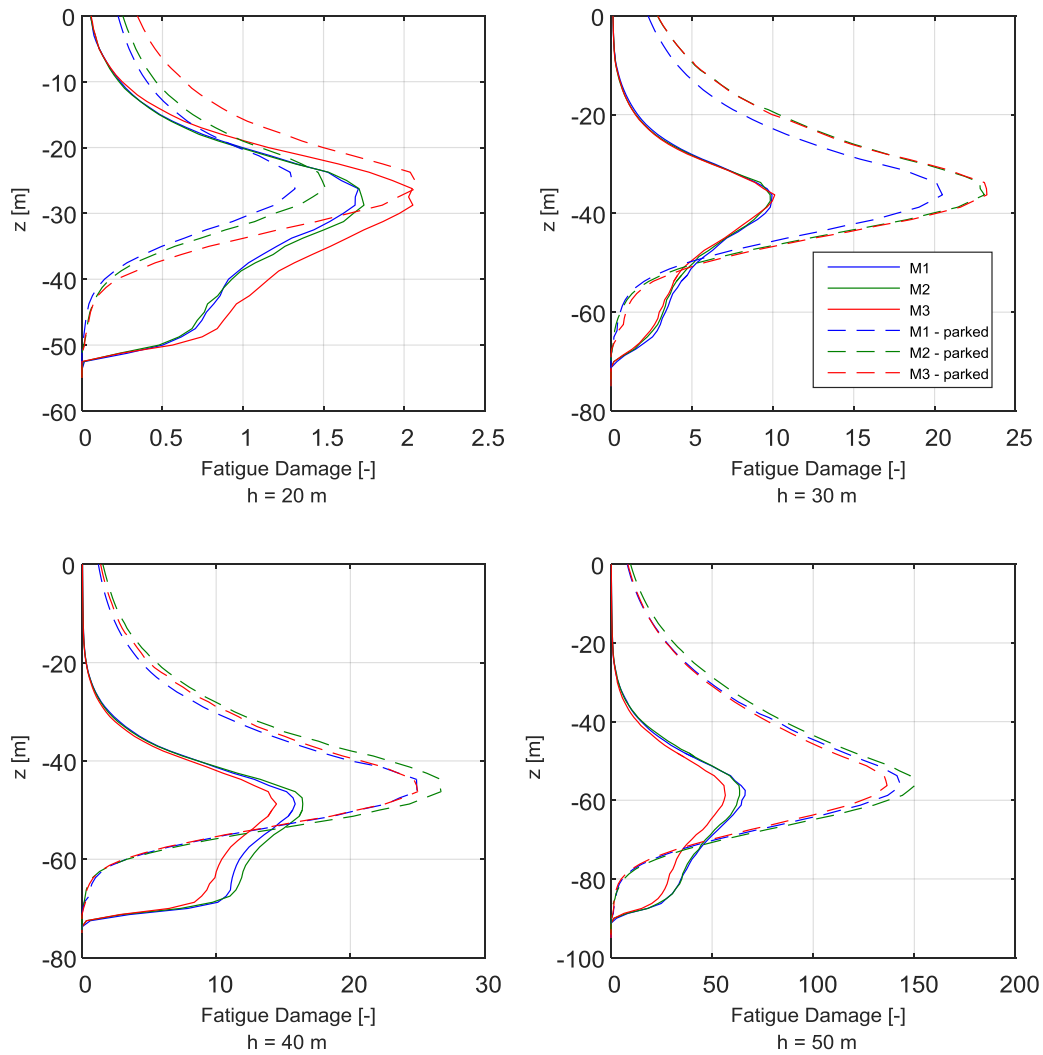 0
-10
-20
-30
-40
-50
-60
z [m]
0 0.5 1 1.5 2 2.5
Fatigue Damage [-]
h = 20 m
0
-20
-40
-60
-80
z [m]
0 5 10 15 20 25
Fatigue Damage [-]
h = 30 m
M1
M2
M3
M1 - parked
M2 - parked
M3 - parked
0
-20
-40
-60
-80
z [m]
0 10 20 30
Fatigue Damage [-]
h = 40 m
0
-20
-40
-60
-80
-100
z [m]
0 50 100 150 200
Fatigue Damage [-]
h = 50 m